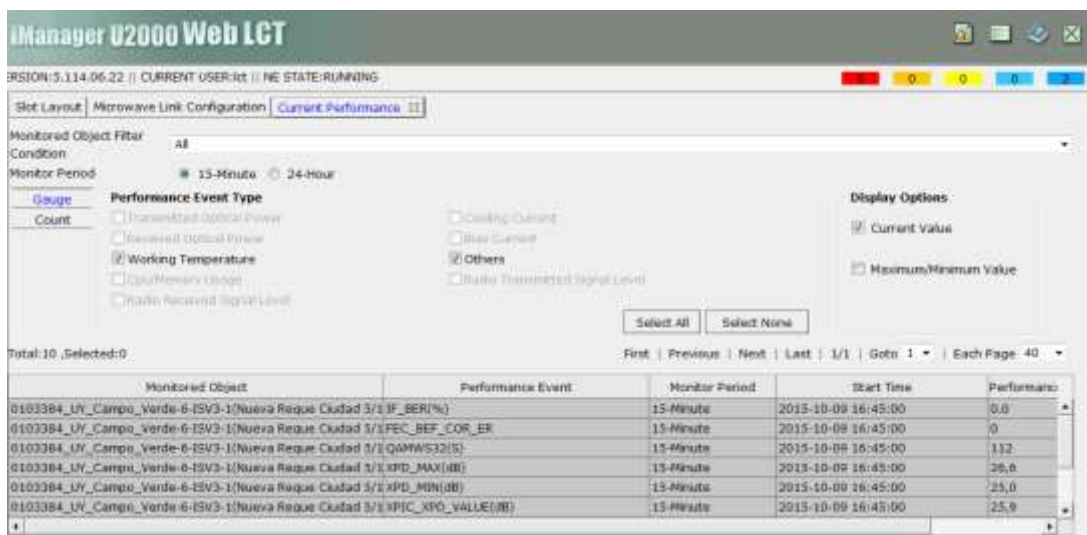 iManager U2000 Web LCT
ERSION:5.114.06.22 || CURRENT USER:lct || NE STATE:RUNNING
0 0 0 2
Slot Layout Microwave Link Configuration Current Performance
Monitored Object Filter Condition All
Monitor Period 15-Minute 24-Hour
Gauge Performance Event Type Display Options
Count Transmitted Optical Power Cooling Current
Current Value
Received Optical Power Bias Current
Working Temperature Others
Maximum/Minimum Value
Cpu/Memory Usage Radio Transmitted Signal Level
Radio Received Signal Level
Select All Select None
Total:10 ,Selected:0 First | Previous | Next | Last | 1/1 | Goto 1 | Each Page 40
Monitored Object Performance Event Monitor Period Start Time Performanc
0103384_UY_Campo_Verde-6-ISV3-1(Nueva Reque Ciudad 5/1 IF_BER(%) 15-Minute 2015-10-09 16:45:00 0.0
0103384_UY_Campo_Verde-6-ISV3-1(Nueva Reque Ciudad 5/1 FEC_BEF_COR_ER 15-Minute 2015-10-09 16:45:00 0
0103384_UY_Campo_Verde-6-ISV3-1(Nueva Reque Ciudad 5/1 QAMWS32(S) 15-Minute 2015-10-09 16:45:00 112
0103384_UY_Campo_Verde-6-ISV3-1(Nueva Reque Ciudad 5/1 XPD_MAX(dB) 15-Minute 2015-10-09 16:45:00 26,6
0103384_UY_Campo_Verde-6-ISV3-1(Nueva Reque Ciudad 5/1 XPD_MIN(dB) 15-Minute 2015-10-09 16:45:00 25,0
0103384_UY_Campo_Verde-6-ISV3-1(Nueva Reque Ciudad 5/1 XPIC_XPD_VALUE(dB) 15-Minute 2015-10-09 16:45:00 25,9